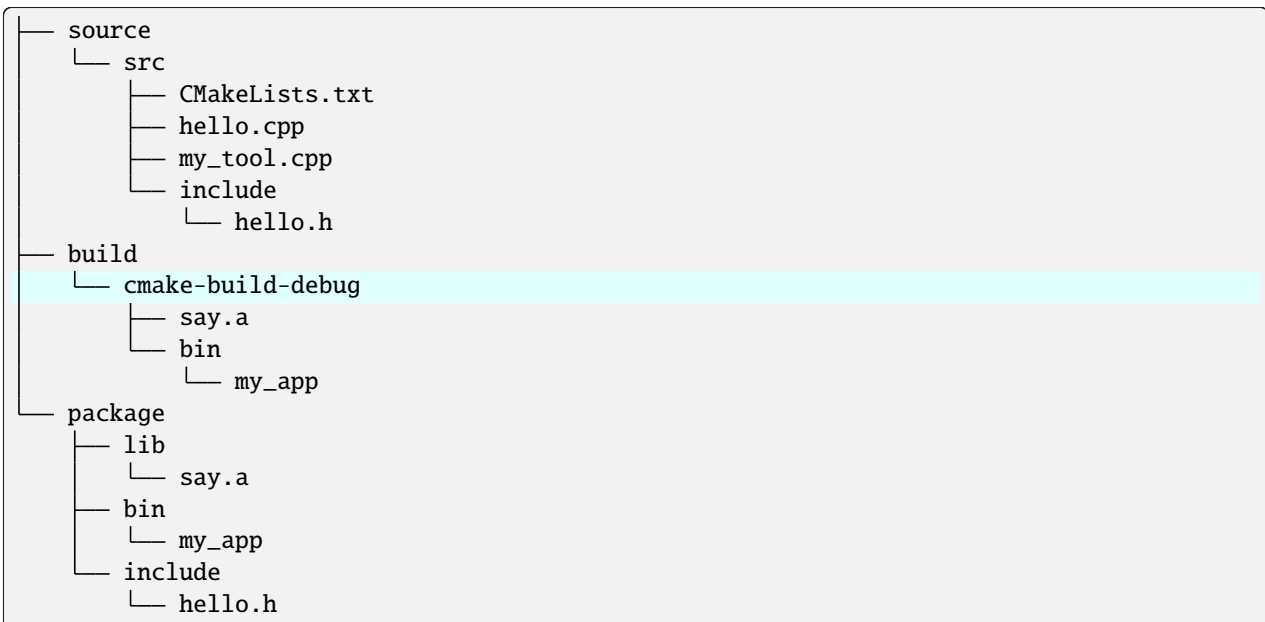 ├── source
│   └── src
│       ├── CMakeLists.txt
│       ├── hello.cpp
│       ├── my_tool.cpp
│       └── include
│           └── hello.h
├── build
│   └── cmake-build-debug
│       ├── say.a
│       └── bin
│           └── my_app
└── package
    ├── lib
    │   └── say.a
    ├── bin
    │   └── my_app
    └── include
        └── hello.h